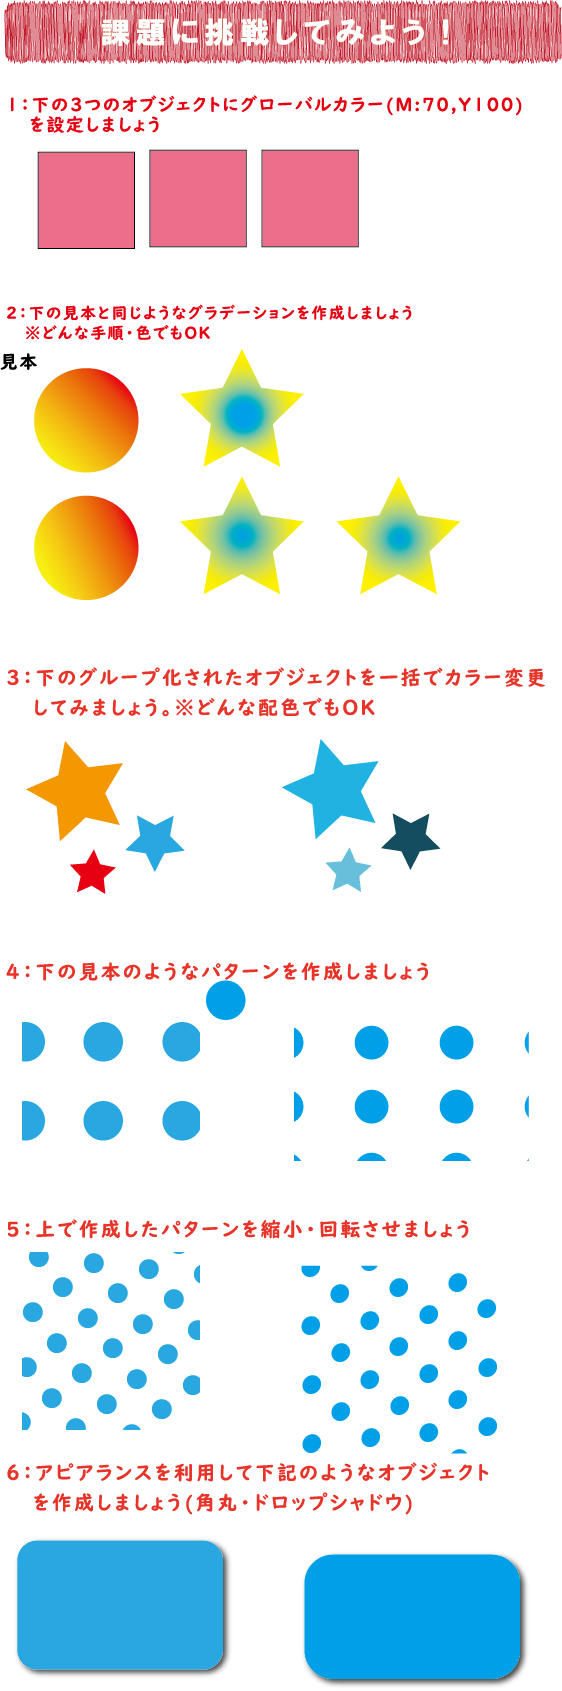 課題に挑戦してみよう！
1：下の3つのオブジェクトにグローバルカラー(M:70,Y100)
を設定しましょう
2：下の見本と同じようなグラデーションを作成しましょう
※どんな手順・色でもOK
見本
3：下のグループ化されたオブジェクトを一括でカラー変更
してみましょう。※どんな配色でもOK
4：下の見本のようなパターンを作成しましょう
5：上で作成したパターンを縮小・回転させましょう
6：アピアランスを利用して下記のようなオブジェクト
を作成しましょう(角丸・ドロップシャドウ)